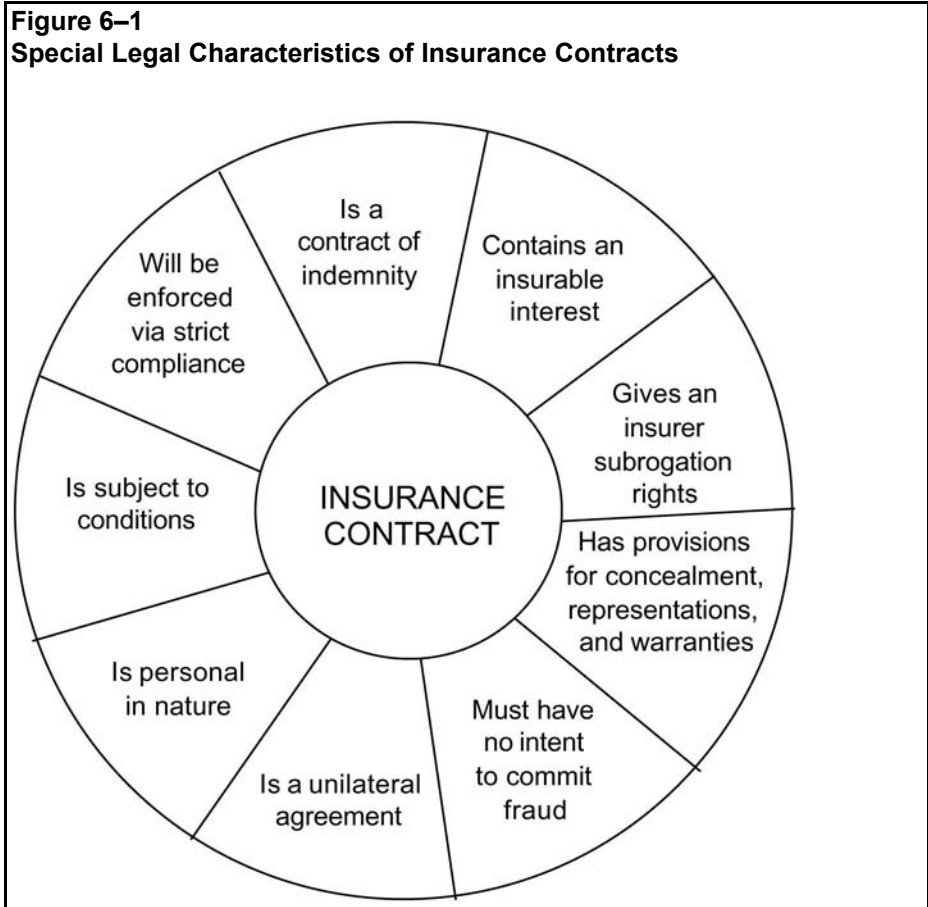 Figure 6–1
Special Legal Characteristics of Insurance Contracts
Is a
contract of
indemnity
Contains an
insurable
interest
Gives an
insurer
subrogation
rights
Has provisions
for concealment,
representations,
and warranties
Must have
no intent
to commit
fraud
Is a unilateral
agreement
Is personal
in nature
Is subject to
conditions
Will be
enforced
via strict
compliance
INSURANCE
CONTRACT